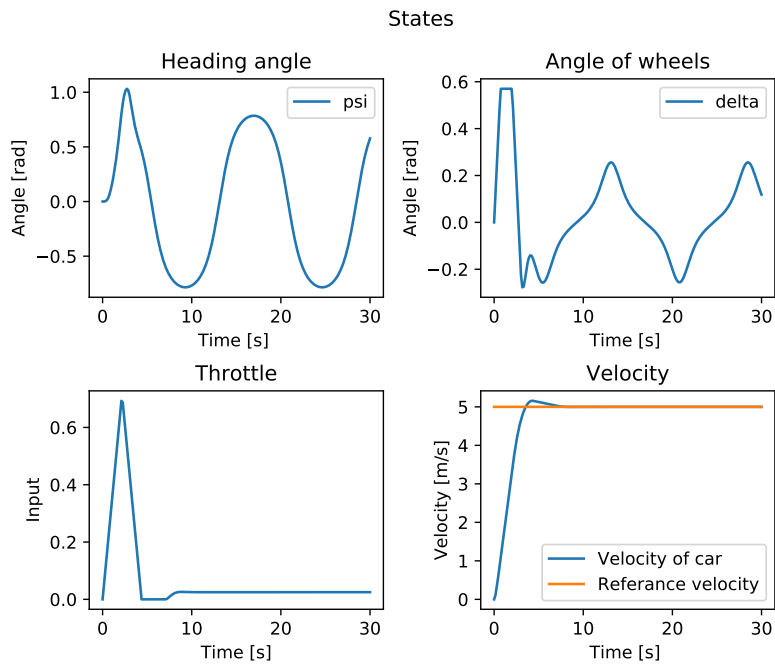 States
Heading angle
Angle [rad]
1.0
0.5
0.0
−0.5
psi
0
10
20
30
Time [s]
Angle of wheels
Angle [rad]
0.6
0.4
0.2
0.0
−0.2
delta
0
10
20
30
Time [s]
Throttle
Input
0.6
0.4
0.2
0.0
0
10
20
30
Time [s]
Velocity
Velocity [m/s]
5
4
3
2
1
0
Velocity of car
Referance velocity
0
10
20
30
Time [s]